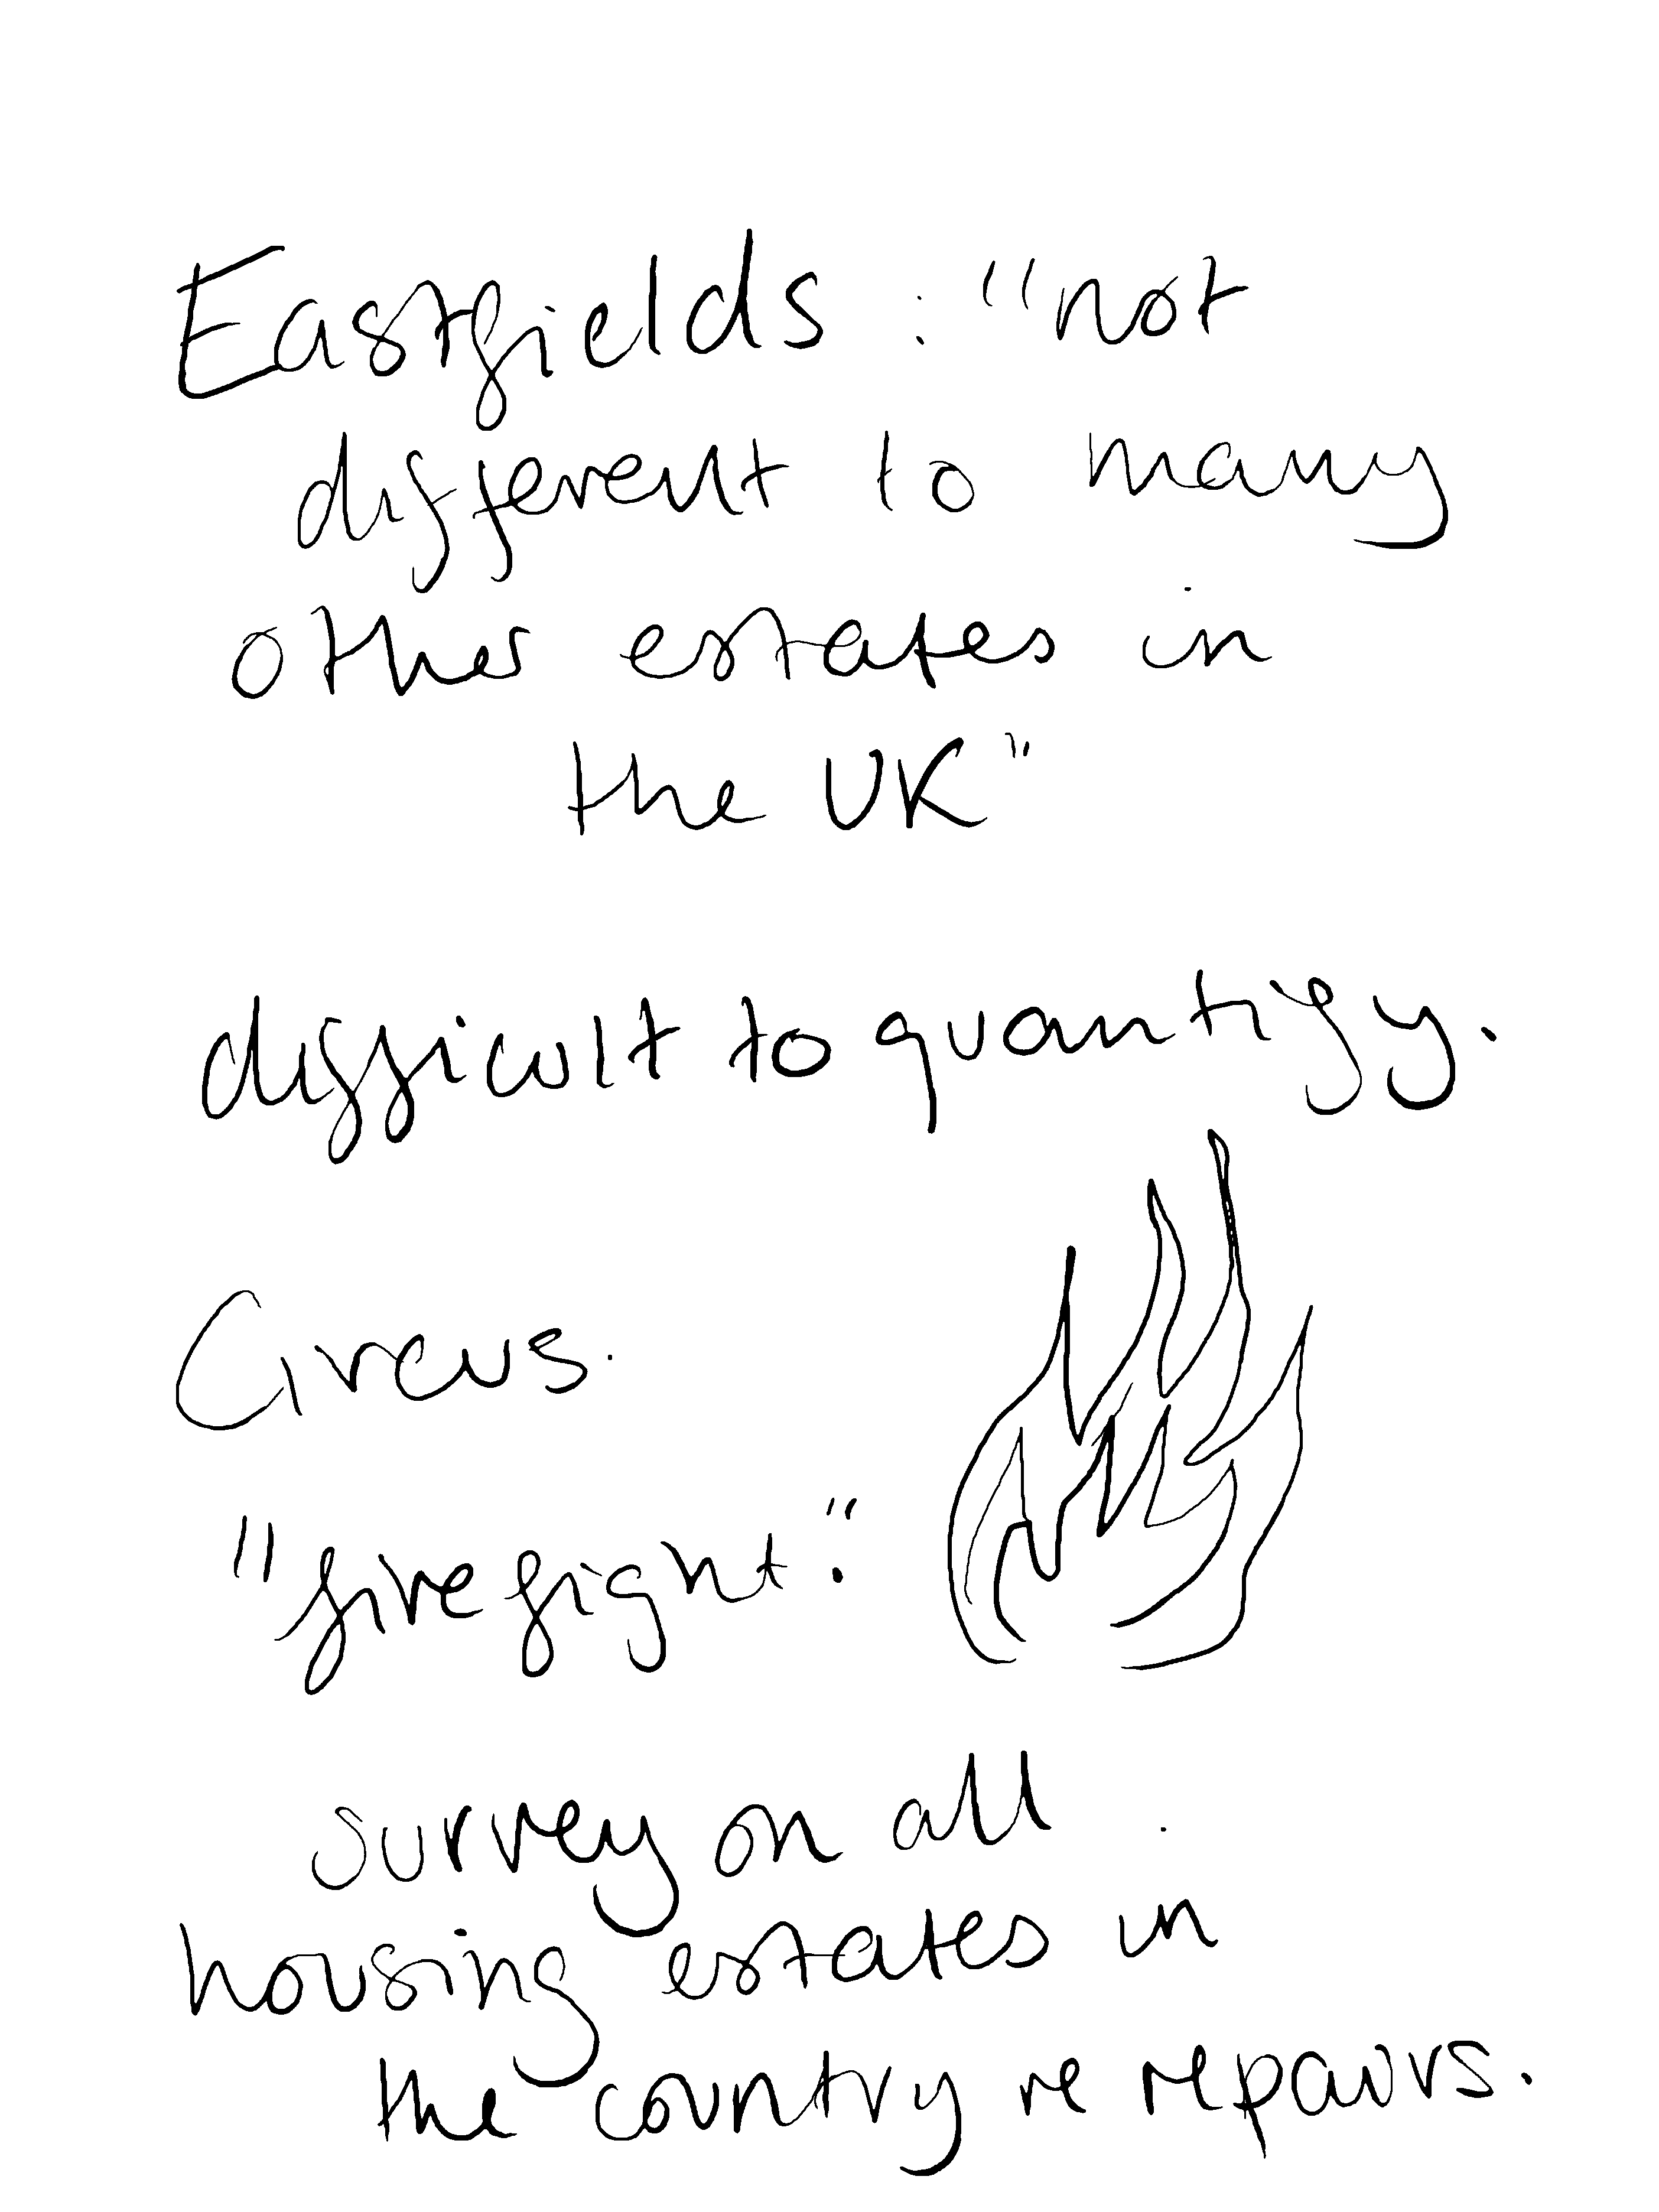 Eastfields : "not
different to many
other estates in
the UK"
difficult to quantify.
Circus.
"firefight".
survey on all
housing estates in
the country re repairs.